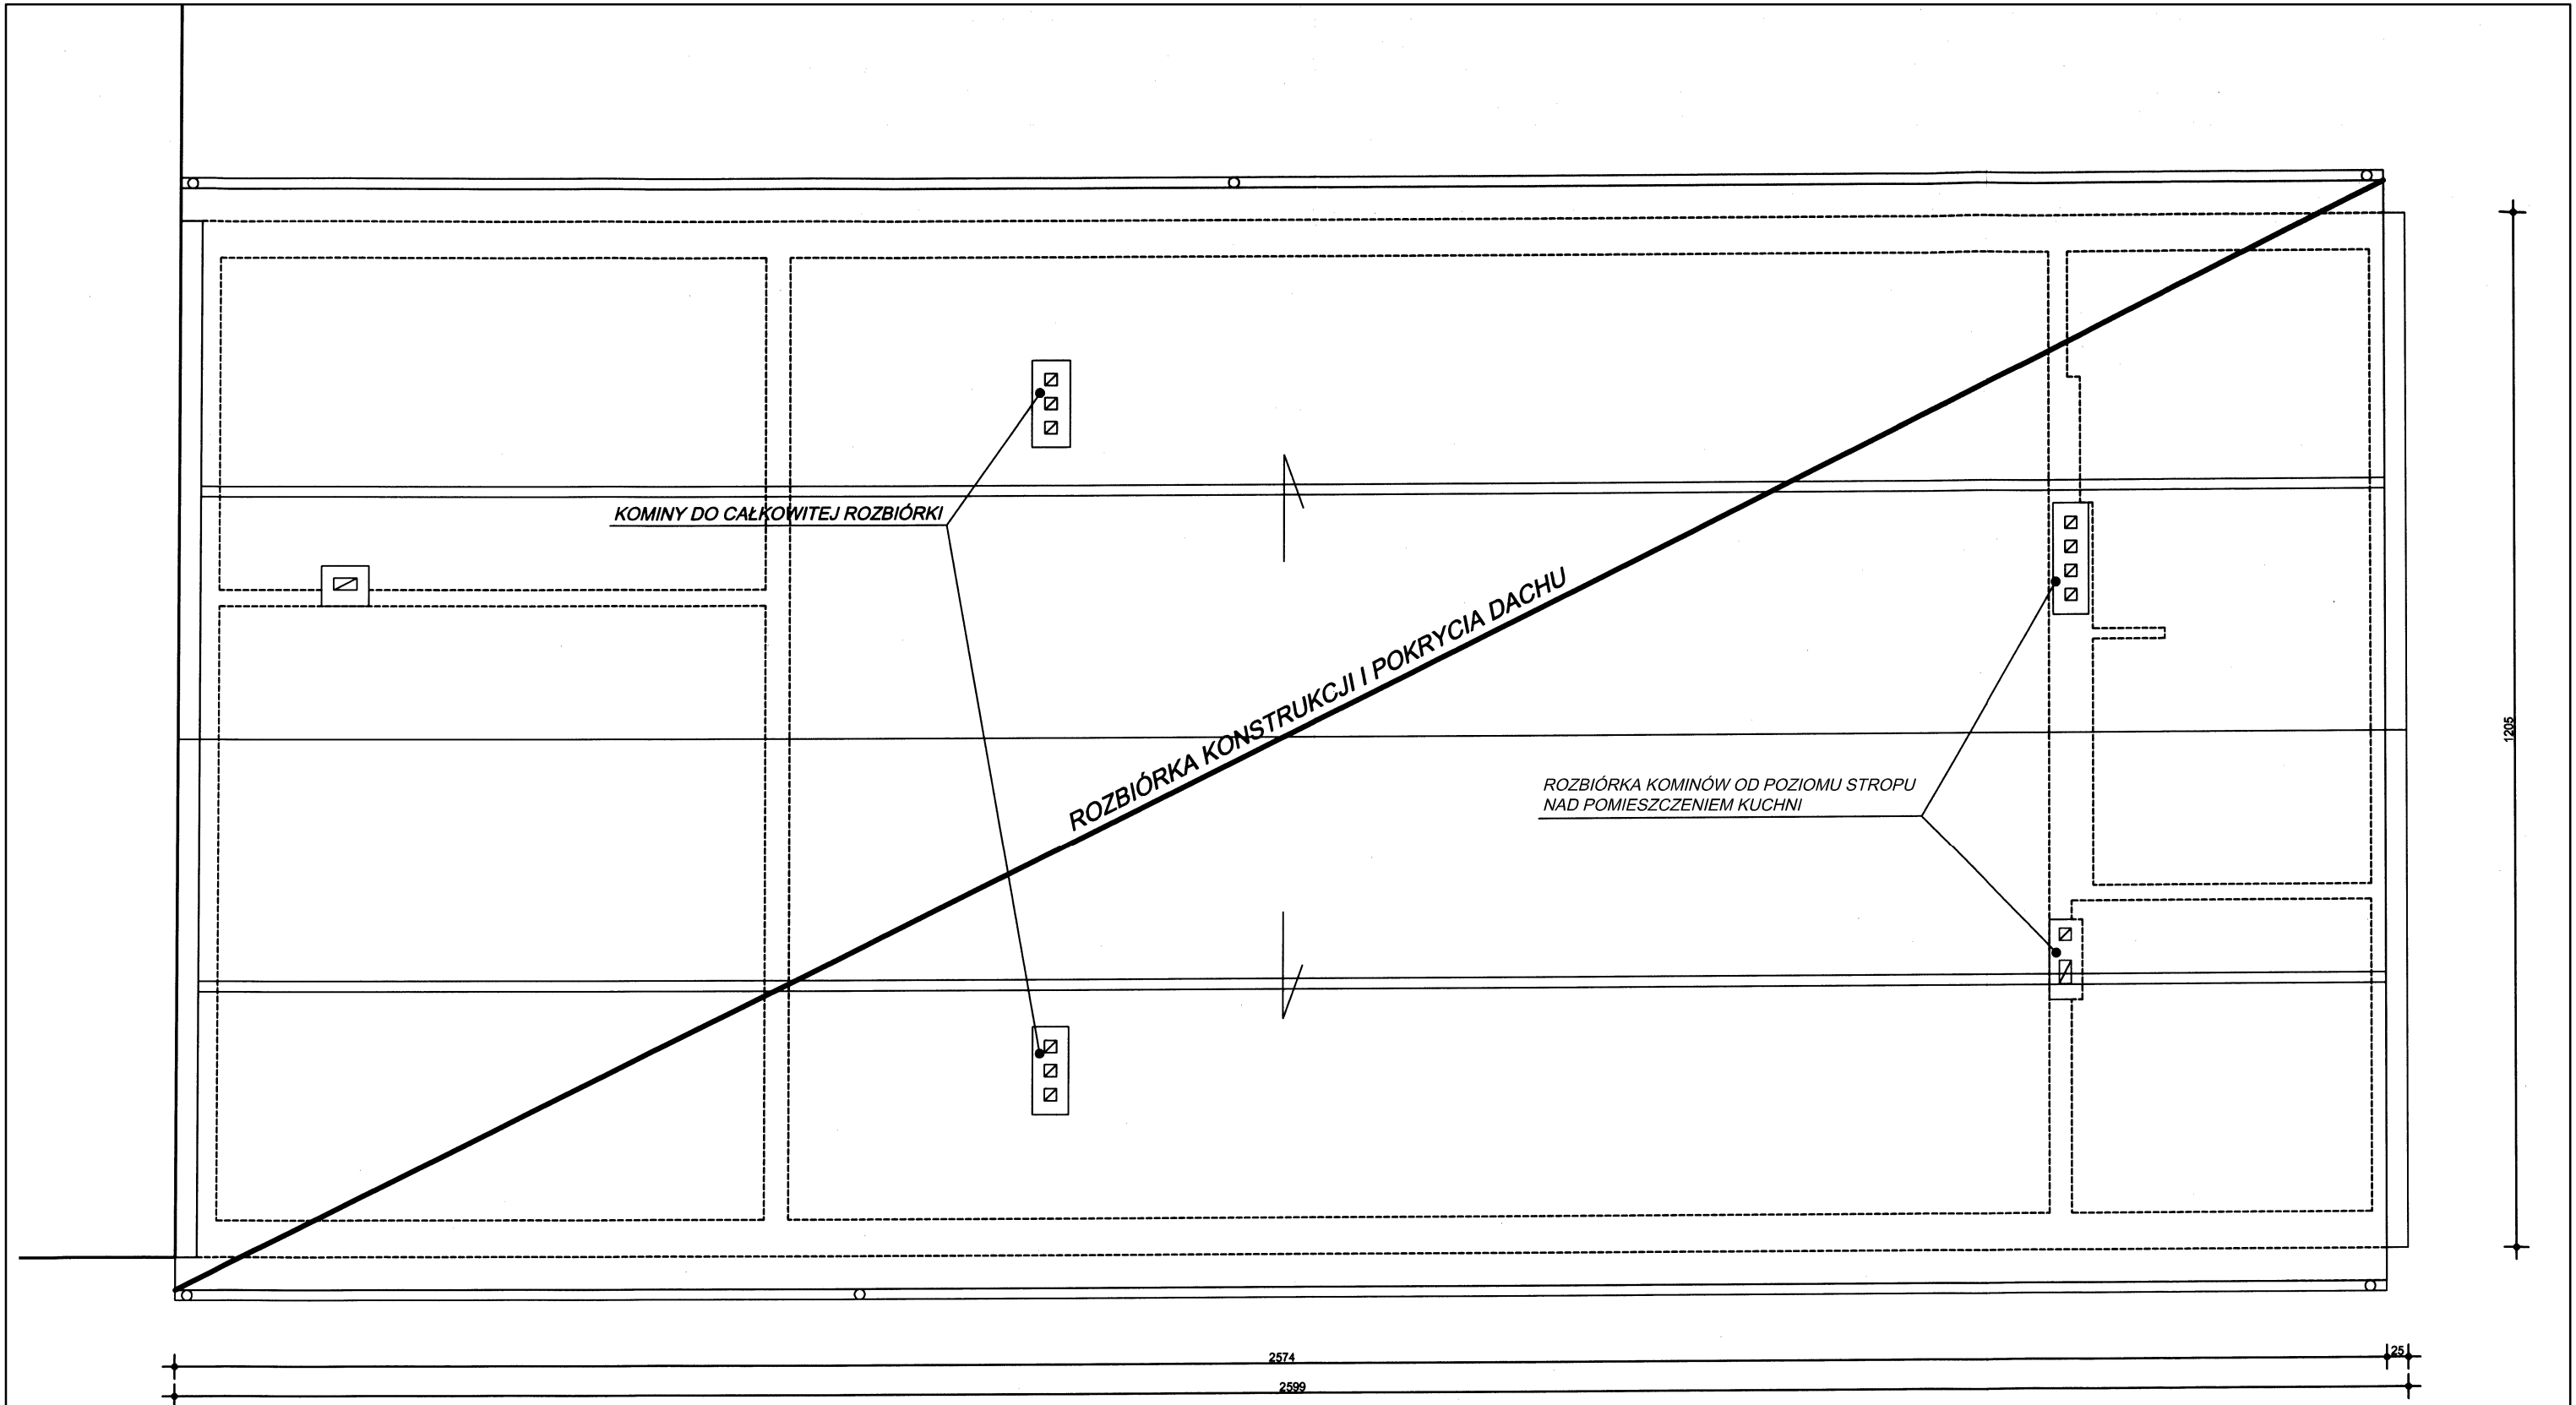 KOMINY DO CAŁKOWITEJ ROZBIÓRKI
ROZBIÓRKA KONSTRUKCJI I POKRYCIA DACHU
ROZBIÓRKA KOMINÓW OD POZIOMU STROPU
NAD POMIESZCZENIEM KUCHNI
1205
2574
25
2599